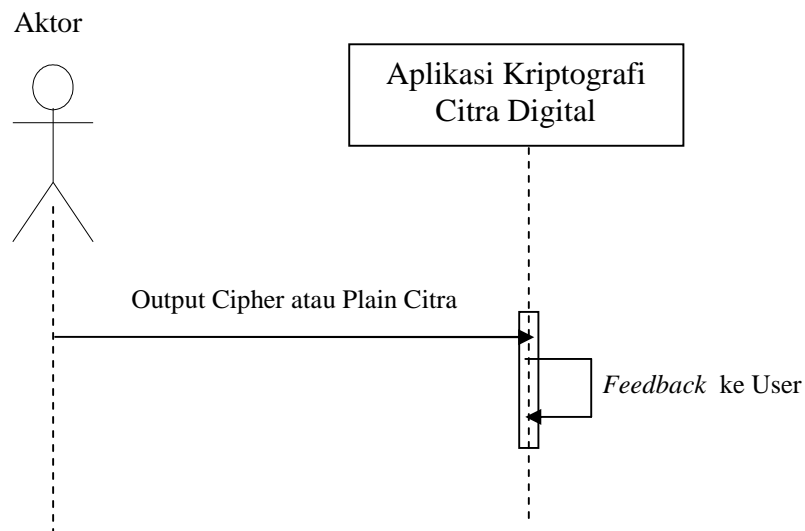 Aktor
Aplikasi Kriptografi
Citra Digital
Output Cipher atau Plain Citra
Feedback ke User